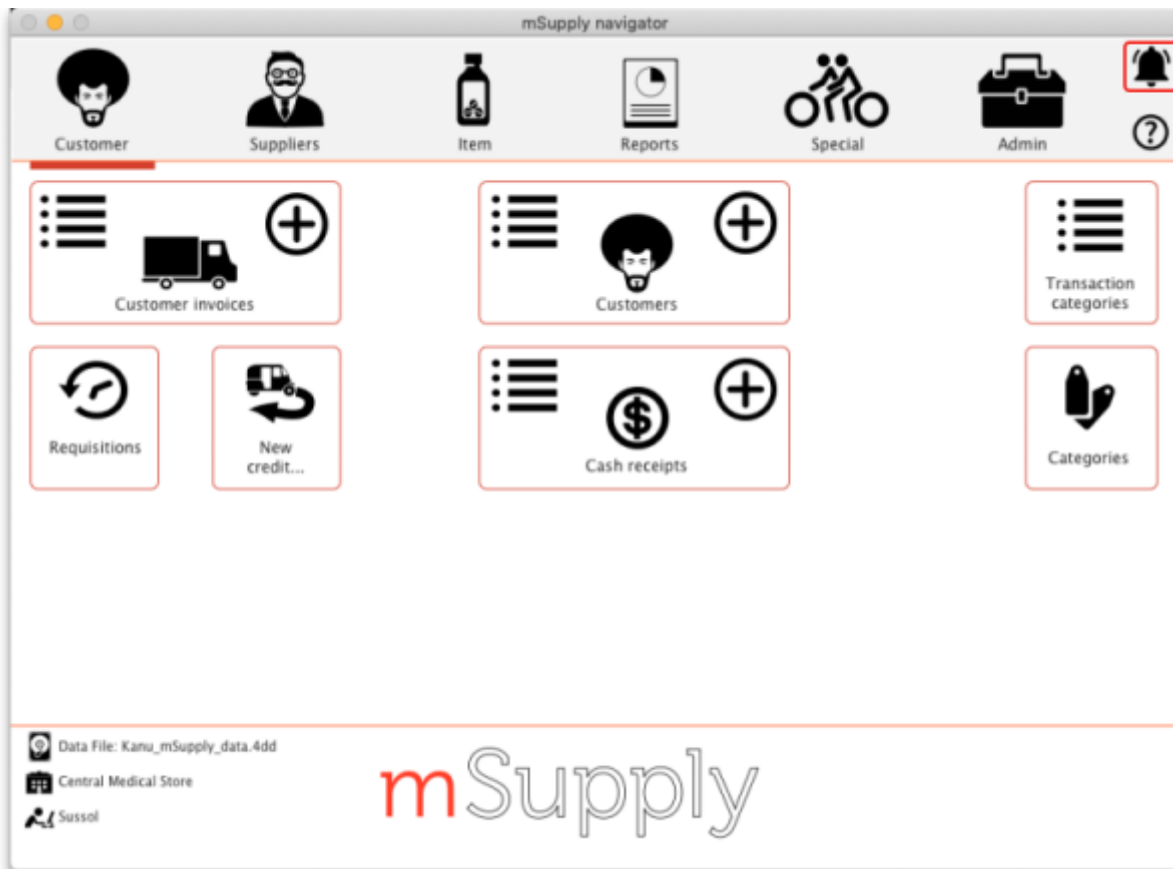 mSupply navigator
Customer
Suppliers
Item
Reports
Special
Admin
?
Customer invoices
Customers
Transaction
categories
Requisitions
New
credit...
$
Cash receipts
Categories
Data File: Kanu_mSupply_data.4dd
Central Medical Store
Sussol
mSupply